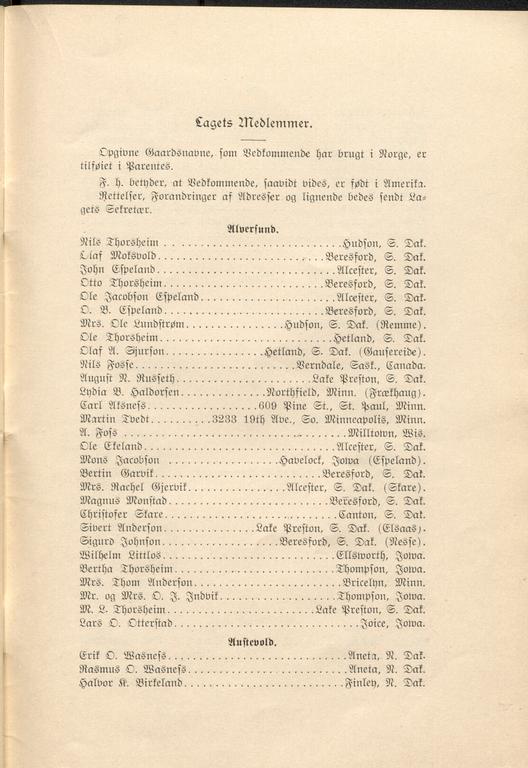 Lagets Medlemmer.
Opgivne Gaardsnavne, som Vedkommende har brugt i Norge, er
tilføiet i Parentes.
F. h. betyder, at Vedkommende, saavidt vides, er født i Amerika.
Rettelser, Forandringer af Adresser og lignende bedes sendt La-
gets Sekretær.
Alversund.
Nils Thorsheim . . . . . . . . . . . . . . . . . . . . . . . . . . . . Hudson, S. Dak.
Olaf Moksvold . . . . . . . . . . . . . . . . . . . . . . . . . . Beresford, S. Dak.
John Espeland . . . . . . . . . . . . . . . . . . . . . . . . . . . Alcester, S. Dak.
Otto Thorsheim . . . . . . . . . . . . . . . . . . . . . . . . . Beresford, S. Dak.
Ole Jacobson Espeland . . . . . . . . . . . . . . . . . . . . . Alcester, S. Dak.
O. B. Espeland . . . . . . . . . . . . . . . . . . . . . . . . . Beresford, S. Dak.
Mrs. Ole Lundstrøm . . . . . . . . . . . . . . . Hudson, S. Dak. (Remme).
Ole Thorsheim . . . . . . . . . . . . . . . . . . . . . . . . . . . Hetland, S. Dak.
Olaf A. Sjurson . . . . . . . . . . . . . . . . Hetland, S. Dak. (Gausereide).
Nils Fosse . . . . . . . . . . . . . . . . . . . . . . . . . Verndale, Sask., Canada.
August N. Russeth . . . . . . . . . . . . . . . . . . . . . Lake Preston, S. Dak.
Lydia B. Haldorsen . . . . . . . . . . . . . Northfield, Minn. (Frækhaug).
Carl Aksness . . . . . . . . . . . . . . . . . 609 Pine St., St. Paul, Minn.
Martin Tvedt . . . . . . . . . . 3233 19th Ave., So. Minneapolis, Minn.
A. Foss . . . . . . . . . . . . . . . . . . . . . . . . . . . . . . . . Milltown, Wis.
Ole Ekeland . . . . . . . . . . . . . . . . . . . . . . . . . . . . Alcester, S. Dak.
Mons Jacobson . . . . . . . . . . . . . . . . . Havelock, Iowa (Espeland).
Bertin Garvik . . . . . . . . . . . . . . . . . . . . . . . . . . Beresford, S. Dak.
Mrs. Rachel Gjervik . . . . . . . . . . . . . . . Alcester, S. Dak. (Skare).
Magnus Monstad . . . . . . . . . . . . . . . . . . . . . . . . Beresford, S. Dak.
Christofer Skare . . . . . . . . . . . . . . . . . . . . . . . . . Canton, S. Dak.
Sivert Anderson . . . . . . . . . . . . . . Lake Preston, S. Dak. (Elsaas).
Sigurd Johnson . . . . . . . . . . . . . . . . . . Beresford, S. Dak. (Nesse).
Wilhelm Littlos . . . . . . . . . . . . . . . . . . . . . . . . . . Ellsworth, Iowa.
Bertha Thorsheim . . . . . . . . . . . . . . . . . . . . . . . . Thompson, Iowa.
Mrs. Thom Anderson . . . . . . . . . . . . . . . . . . . . . . Bricelyn, Minn.
Mr. og Mrs. O. J. Indvik . . . . . . . . . . . . . . . . . . Thompson, Iowa.
M. L. Thorsheim . . . . . . . . . . . . . . . . . . . . . . Lake Preston, S. Dak.
Lars O. Otterstad . . . . . . . . . . . . . . . . . . . . . . . . . . . . Joice, Iowa.
Austevold.
Erik O. Wasness . . . . . . . . . . . . . . . . . . . . . . . . . . . Aneta, N. Dak.
Rasmus O. Wasness . . . . . . . . . . . . . . . . . . . . . . . . Aneta, N. Dak.
Halvor K. Birkeland . . . . . . . . . . . . . . . . . . . . . . . . Finley, N. Dak.